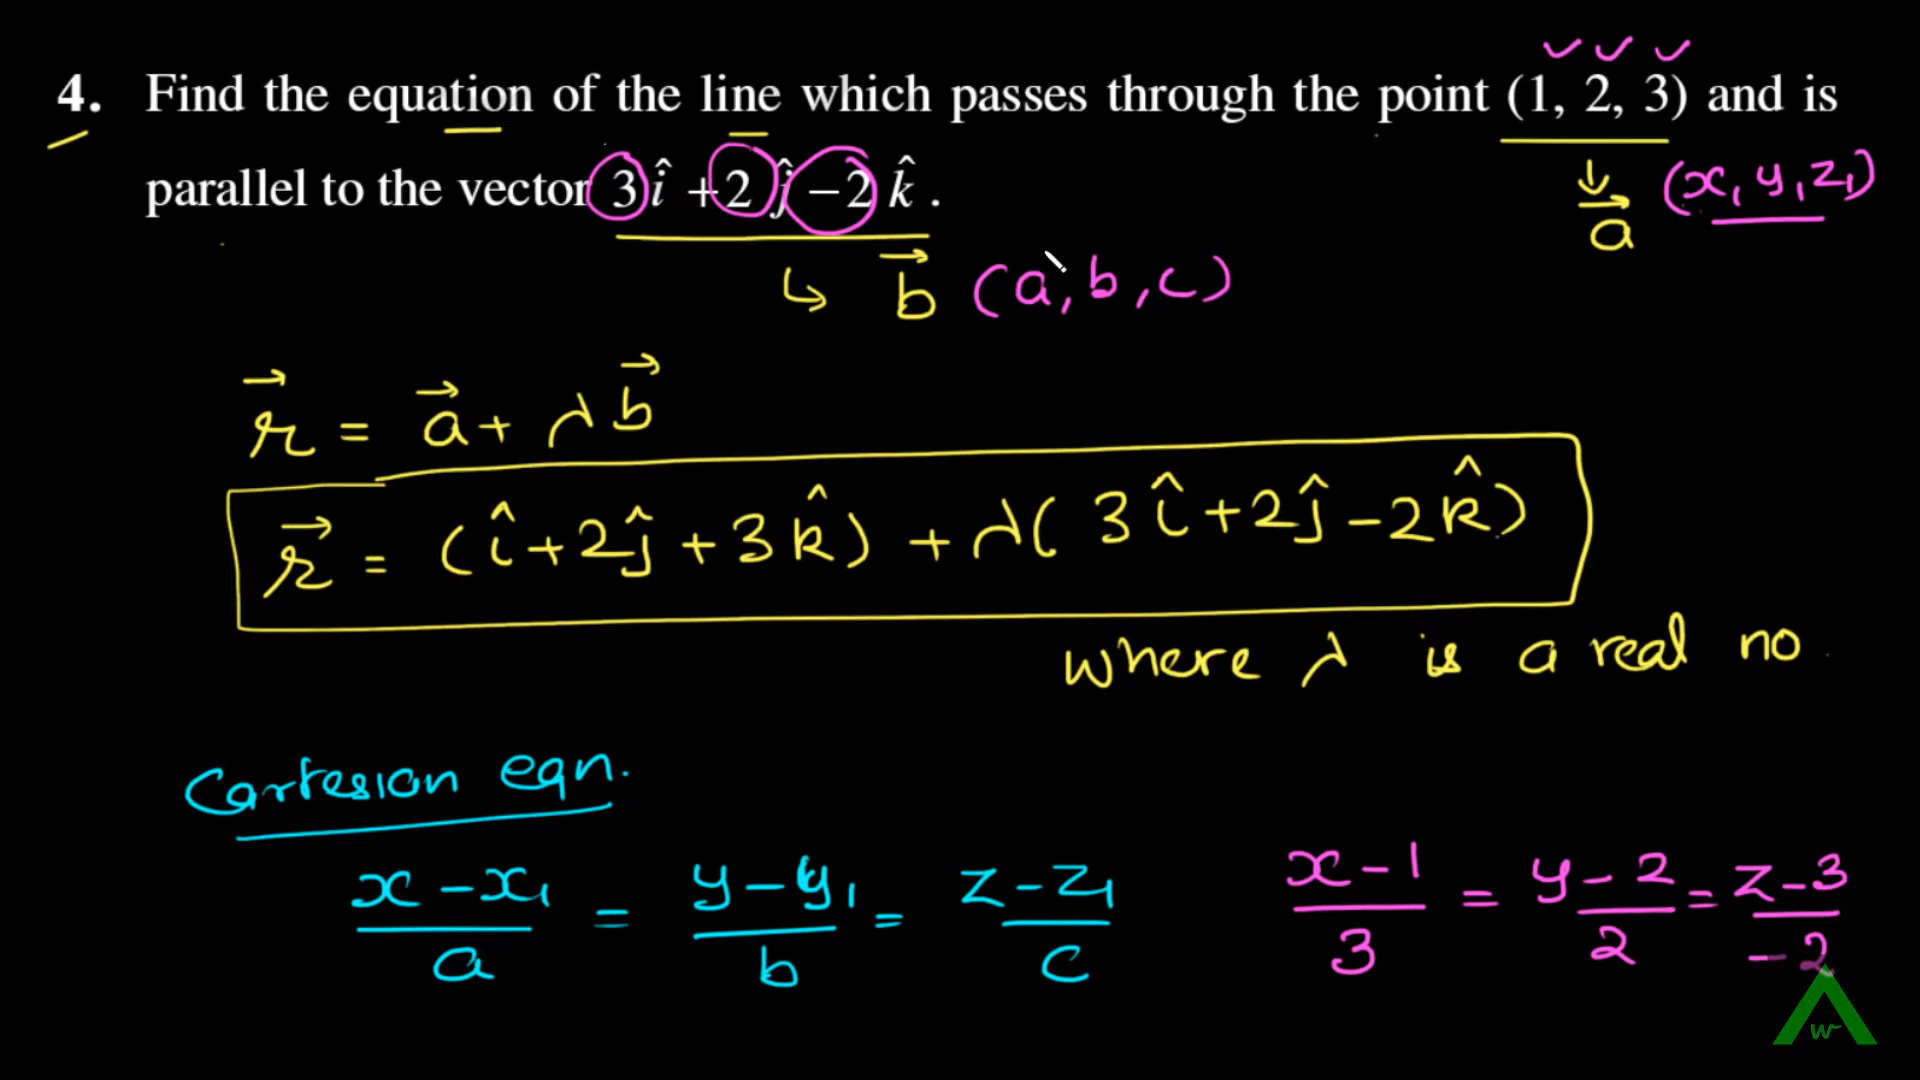 4. Find the equation of the line which passes through the point (1, 2, 3) and is
parallel to the vector 3î + 2ĵ − 2k̂.
↓ a⃗ (x₁ y₁ z₁)
↳ b⃗ (a, b, c)
r⃗ = a⃗ + λb⃗
r⃗ = (î + 2ĵ + 3k̂) + λ(3î + 2ĵ − 2k̂)
where λ is a real no.
Cartesian eqn.
(x − x₁)/a = (y − y₁)/b = (z − z₁)/c
(x − 1)/3 = (y − 2)/2 = (z − 3)/−2
w